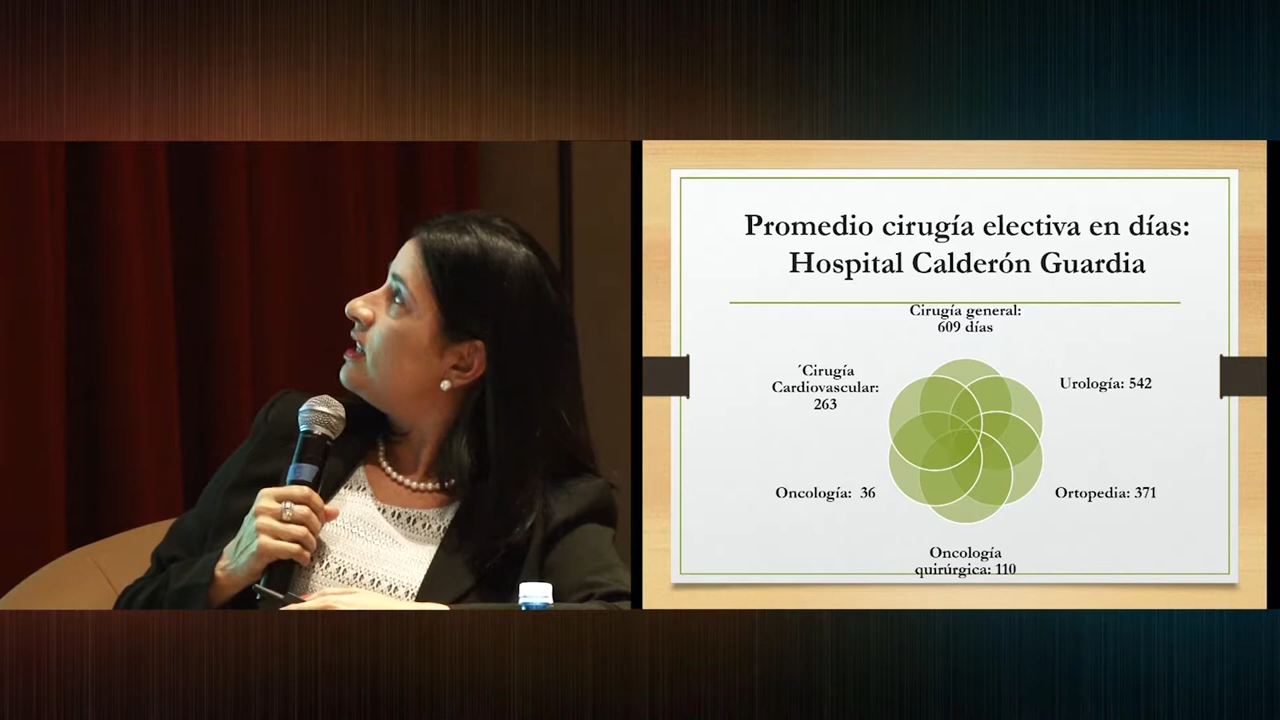 Promedio cirugía electiva en días:
Hospital Calderón Guardia
Cirugía general:
609 días
Urología: 542
Ortopedia: 371
Oncología
quirúrgica: 110
Oncología: 36
´Cirugía
Cardiovascular:
263